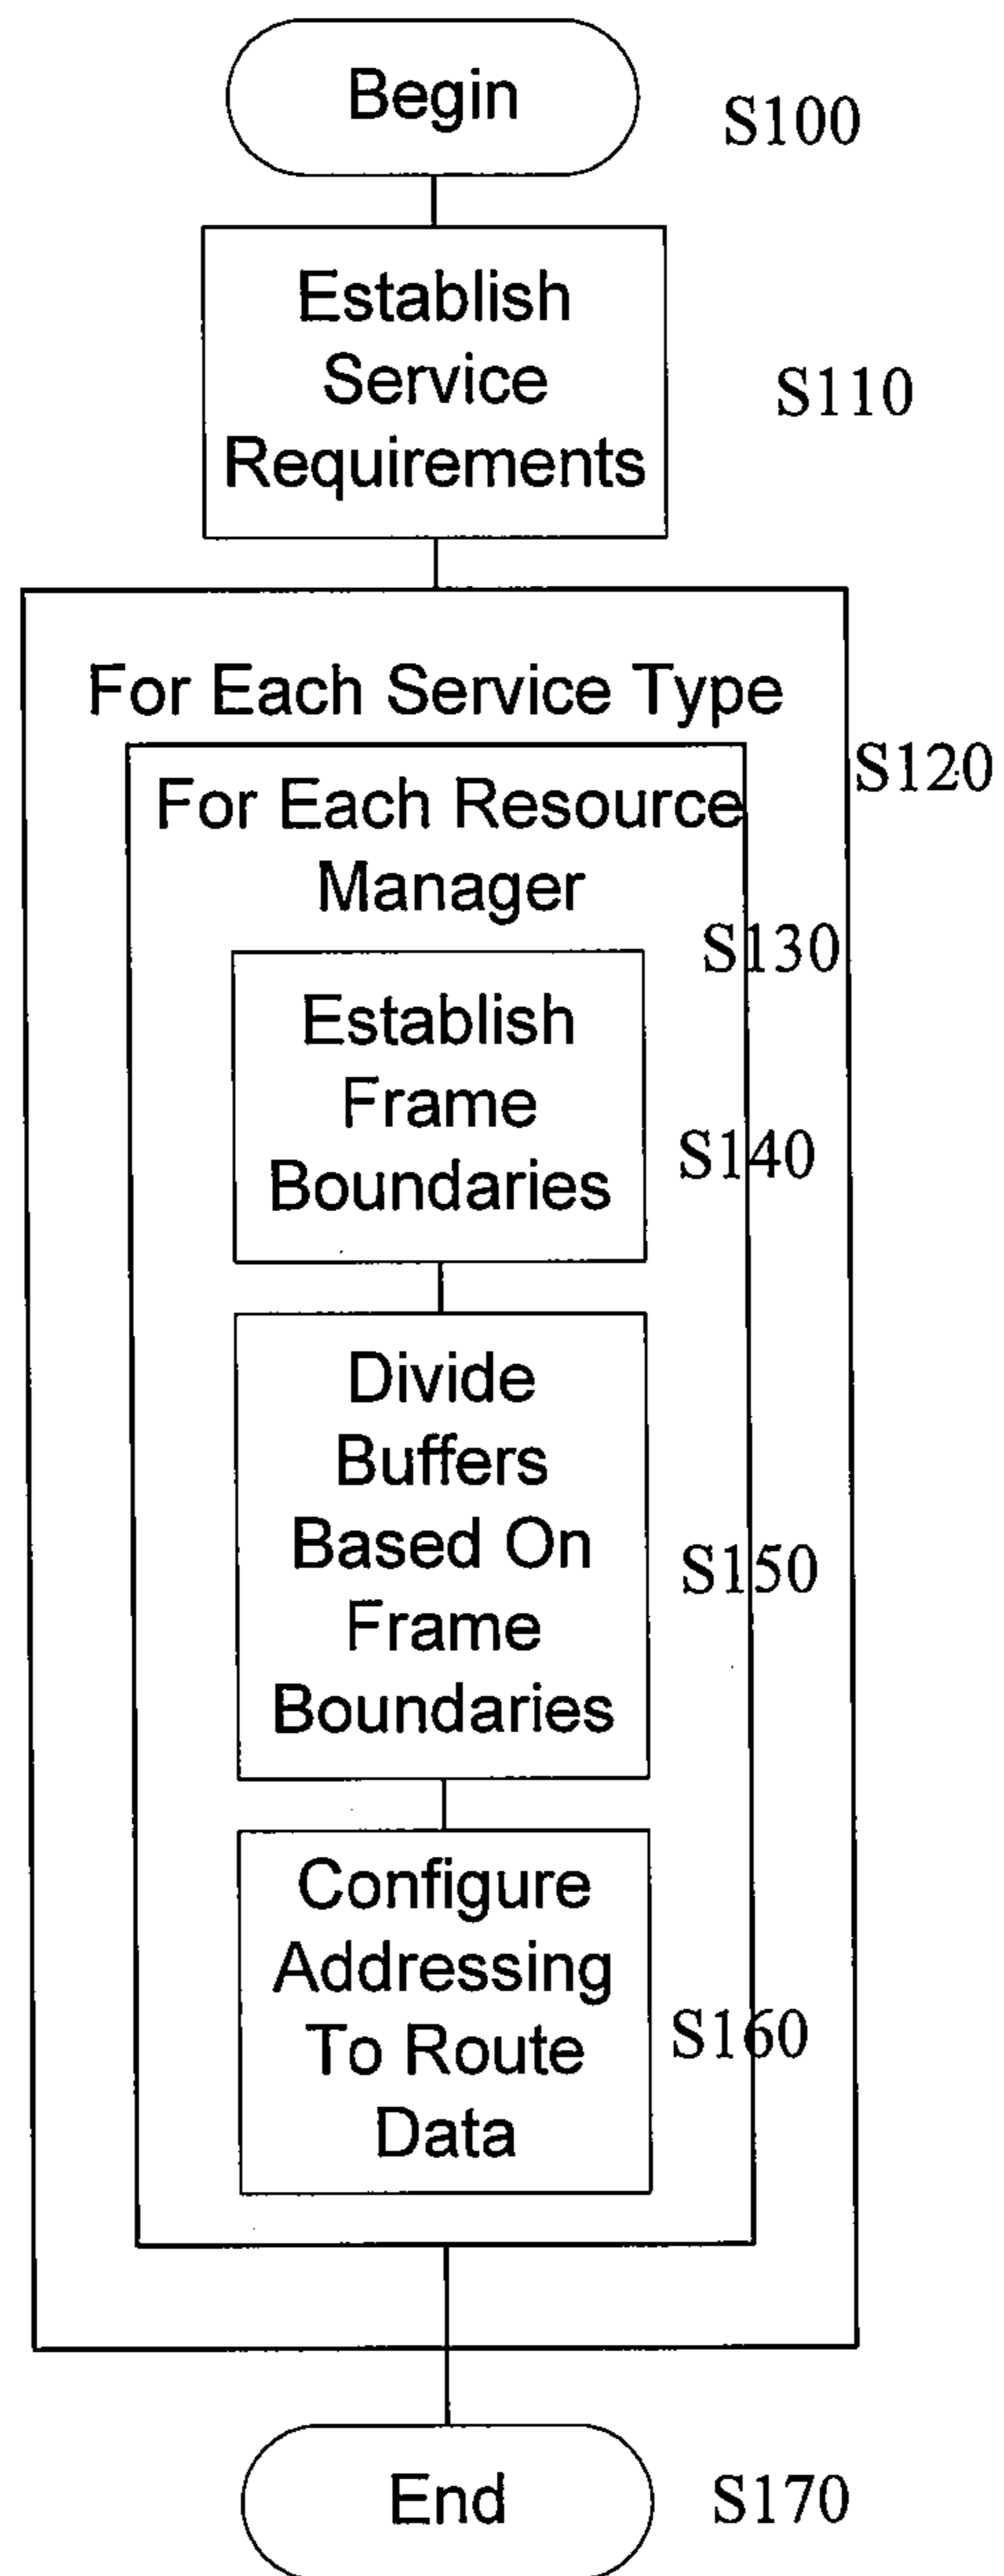 Begin
S100
Establish
Service
Requirements
S110
For Each Service Type
S120
For Each Resource
Manager
S130
Establish
Frame
Boundaries
S140
Divide
Buffers
Based On
Frame
Boundaries
S150
Configure
Addressing
To Route
Data
S160
End
S170